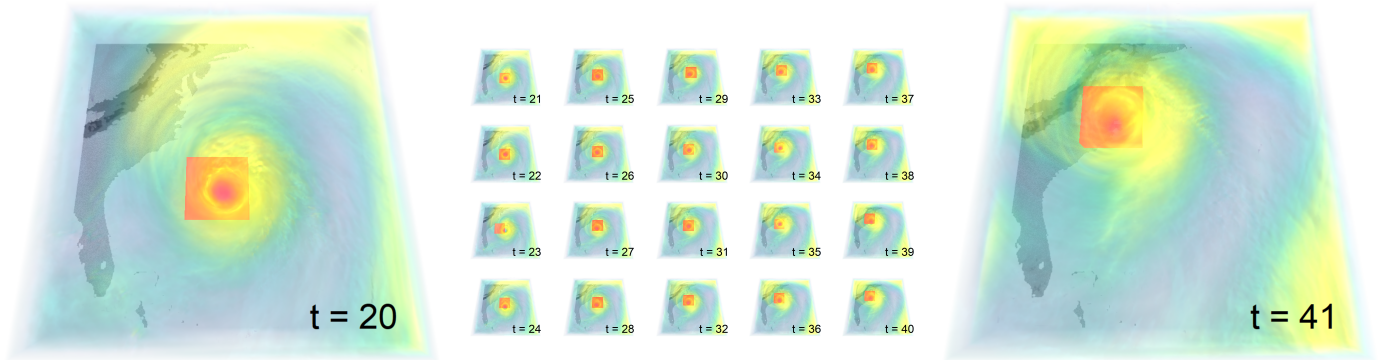 t = 20
t = 21
t = 25
t = 29
t = 33
t = 37
t = 22
t = 26
t = 30
t = 34
t = 38
t = 23
t = 27
t = 31
t = 35
t = 39
t = 24
t = 28
t = 32
t = 36
t = 40
t = 41